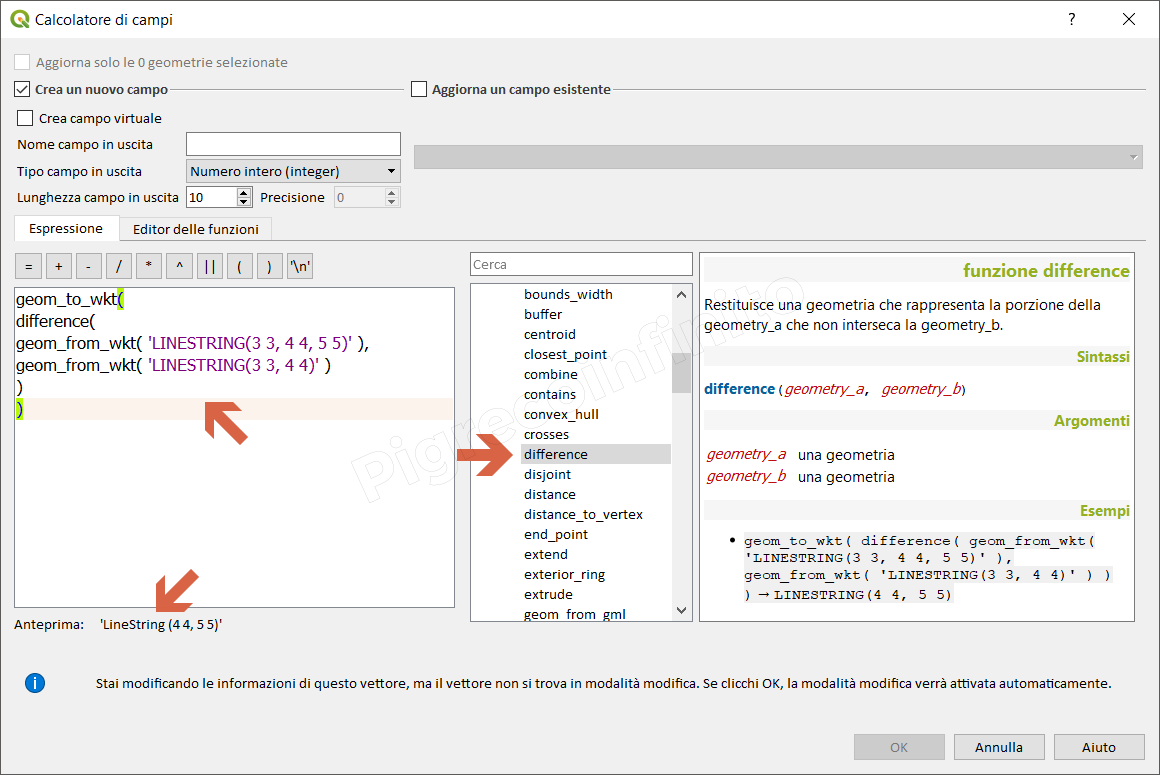 Calcolatore di campi
?
Aggiorna solo le 0 geometrie selezionate
Crea un nuovo campo
Aggiorna un campo esistente
Crea campo virtuale
Nome campo in uscita
Tipo campo in uscita
Numero intero (integer)
Lunghezza campo in uscita
10
Precisione
0
Espressione
Editor delle funzioni
= + - / * ^ || ( ) '\n'
geom_to_wkt(
difference(
geom_from_wkt( 'LINESTRING(3 3, 4 4, 5 5)' ),
geom_from_wkt( 'LINESTRING(3 3, 4 4)' )
)
)
Anteprima: 'LineString (4 4, 5 5)'
Cerca
bounds_width
buffer
centroid
closest_point
combine
contains
convex_hull
crosses
difference
disjoint
distance
distance_to_vertex
end_point
extend
exterior_ring
extrude
geom_from_gml
funzione difference
Restituisce una geometria che rappresenta la porzione della
geometry_a che non interseca la geometry_b.
Sintassi
difference(geometry_a, geometry_b)
Argomenti
geometry_a una geometria
geometry_b una geometria
Esempi
• geom_to_wkt( difference( geom_from_wkt(
'LINESTRING(3 3, 4 4, 5 5)' ),
geom_from_wkt( 'LINESTRING(3 3, 4 4)' ) )
) → LINESTRING(4 4, 5 5)
Pigrecoinfinito
i
Stai modificando le informazioni di questo vettore, ma il vettore non si trova in modalità modifica. Se clicchi OK, la modalità modifica verrà attivata automaticamente.
OK
Annulla
Aiuto